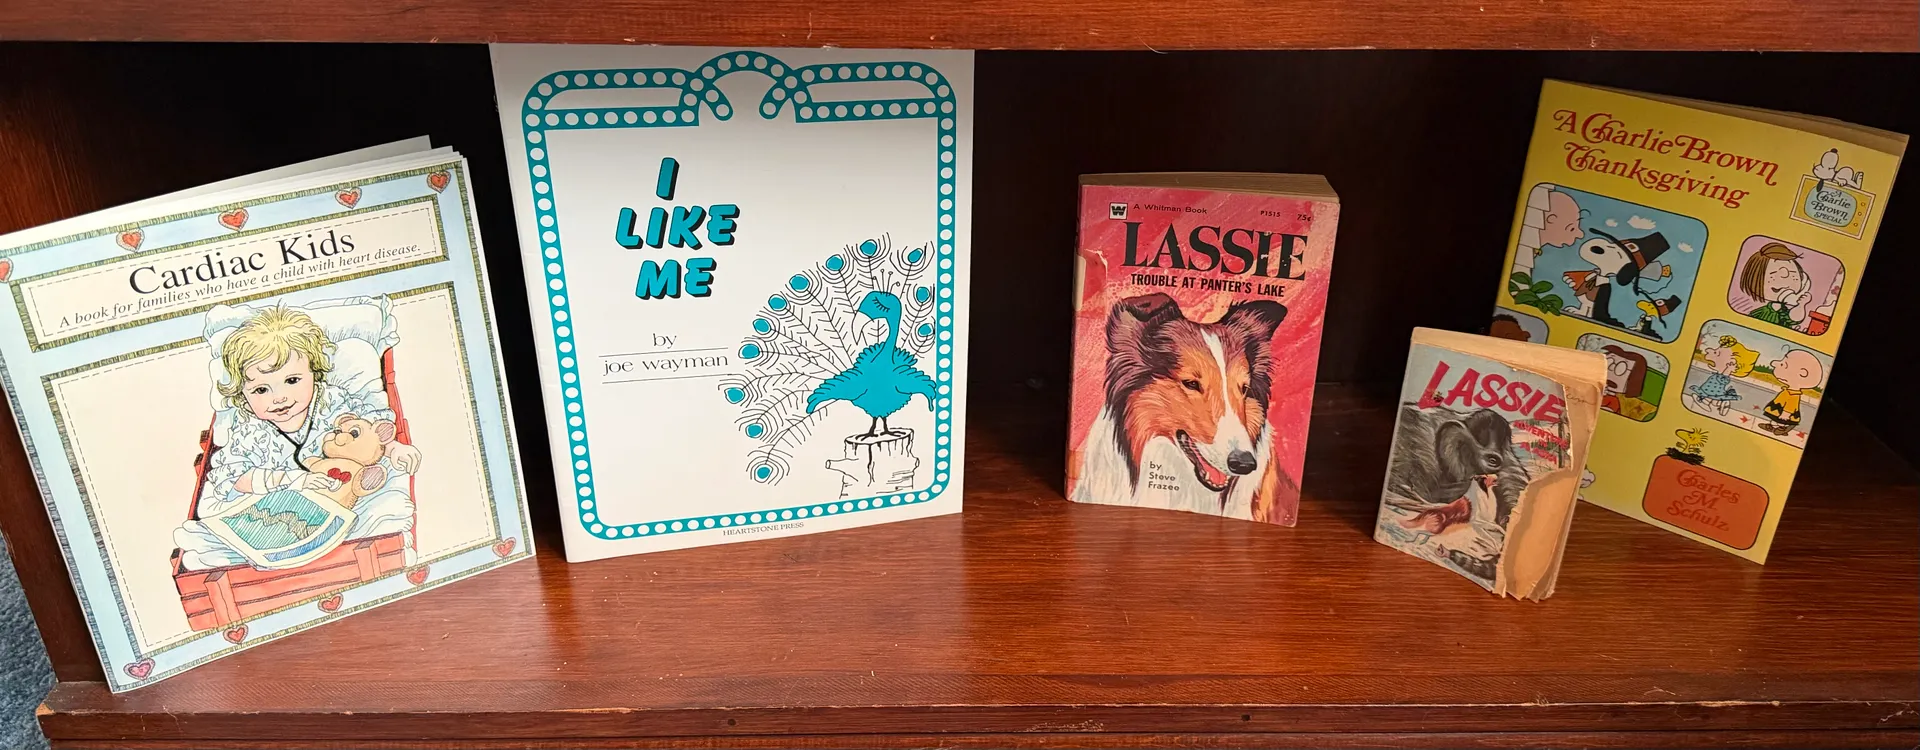 Cardiac Kids
A book for families who have a child with heart disease.
I
LIKE
ME
by
joe wayman
HEARTSTONE PRESS
W A Whitman Book P1515 75¢
LASSIE
TROUBLE AT PANTER'S LAKE
by
Steve
Frazee
LASSIE
A Charlie Brown
Thanksgiving
A
Charlie
Brown
SPECIAL
Charles
M.
Schulz